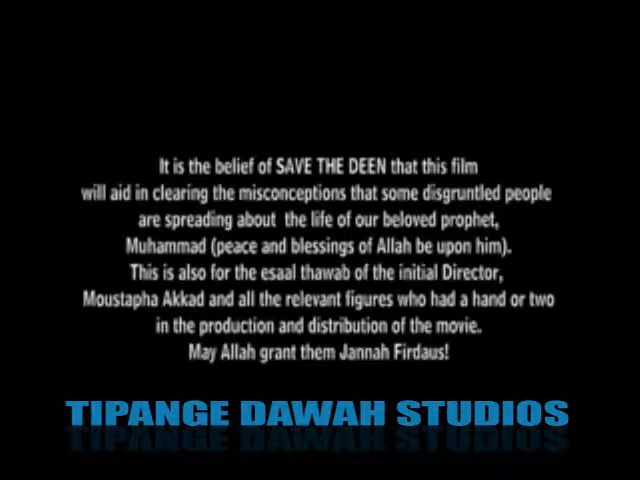 It is the belief of SAVE THE DEEN that this film
will aid in clearing the misconceptions that some disgruntled people
are spreading about the life of our beloved prophet,
Muhammad (peace and blessings of Allah be upon him).
This is also for the esaal thawab of the initial Director,
Moustapha Akkad and all the relevant figures who had a hand or two
in the production and distribution of the movie.
May Allah grant them Jannah Firdaus!
TIPANGE DAWAH STUDIOS